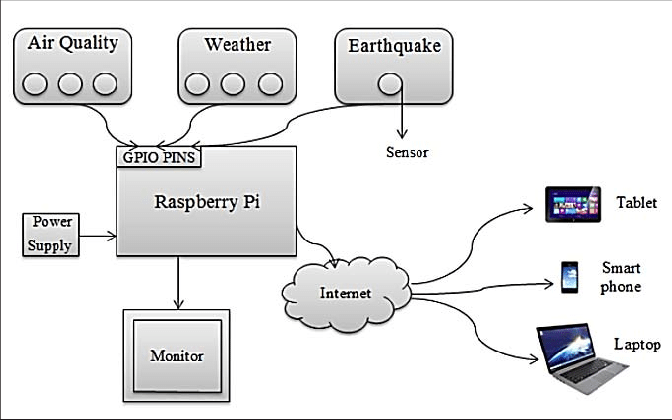 Air Quality
Weather
Earthquake
Sensor
GPIO PINS
Raspberry Pi
Power
Supply
Internet
Monitor
Tablet
Smart
phone
Laptop